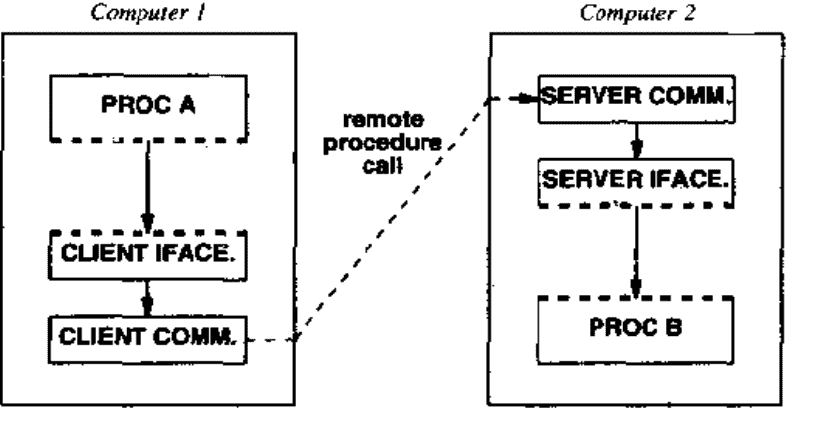 Computer 1
Computer 2
PROC A
remote
procedure
call
CLIENT IFACE.
CLIENT COMM.
SERVER COMM.
SERVER IFACE.
PROC B